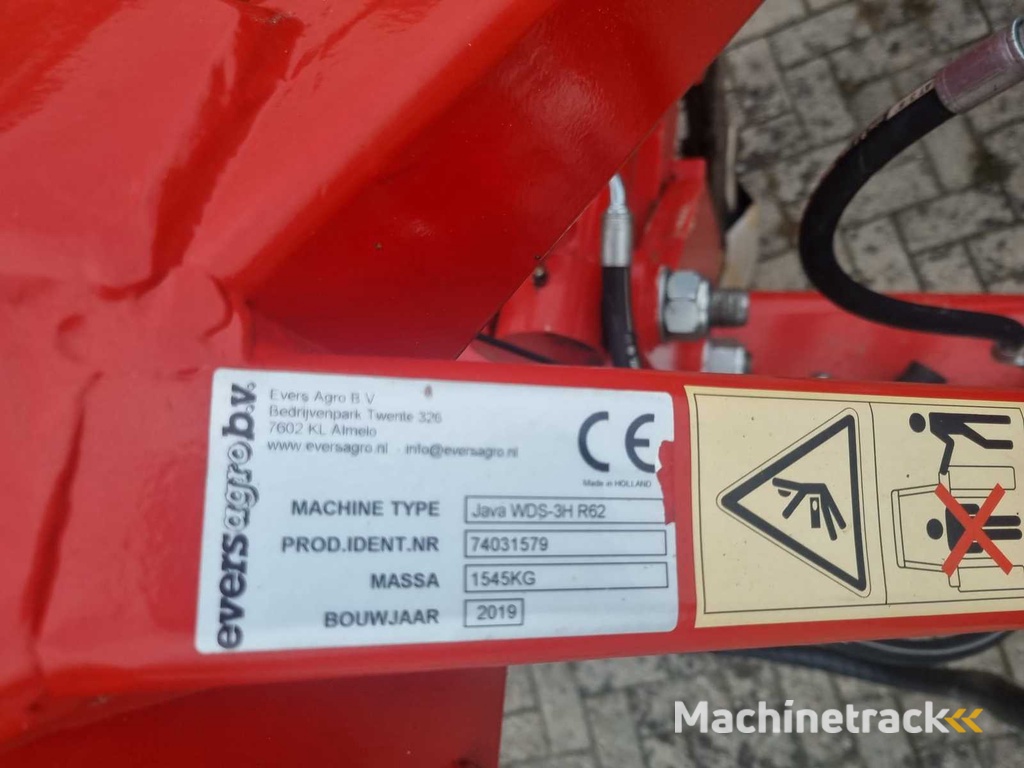 eversagrob.v.
Evers Agro B.V
Bedrijvenpark Twente 326
7602 KL Almelo
www.eversagro.nl info@eversagro.nl
CE
Made in HOLLAND
MACHINE TYPE Java WDS-3H R62
PROD.IDENT.NR 74031579
MASSA 1545KG
BOUWJAAR 2019
Machinetrack